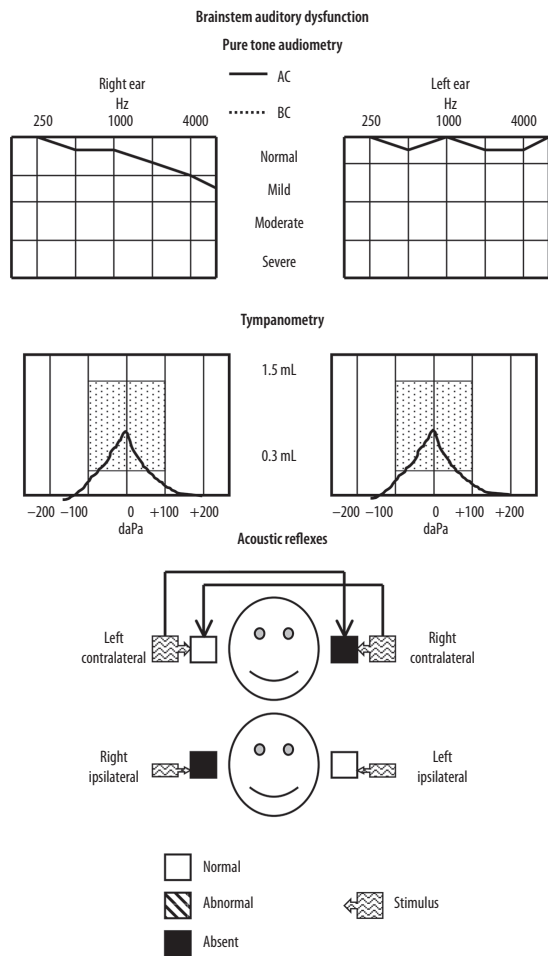 Brainstem auditory dysfunction
Pure tone audiometry
Right ear
Hz
250 1000 4000
AC
BC
Left ear
Hz
250 1000 4000
Normal
Mild
Moderate
Severe
Tympanometry
1.5 mL
0.3 mL
−200 −100 0 +100 +200
daPa
−200 −100 0 +100 +200
daPa
Acoustic reflexes
Left
contralateral
Right
contralateral
Right
ipsilateral
Left
ipsilateral
Normal
Abnormal
Absent
Stimulus